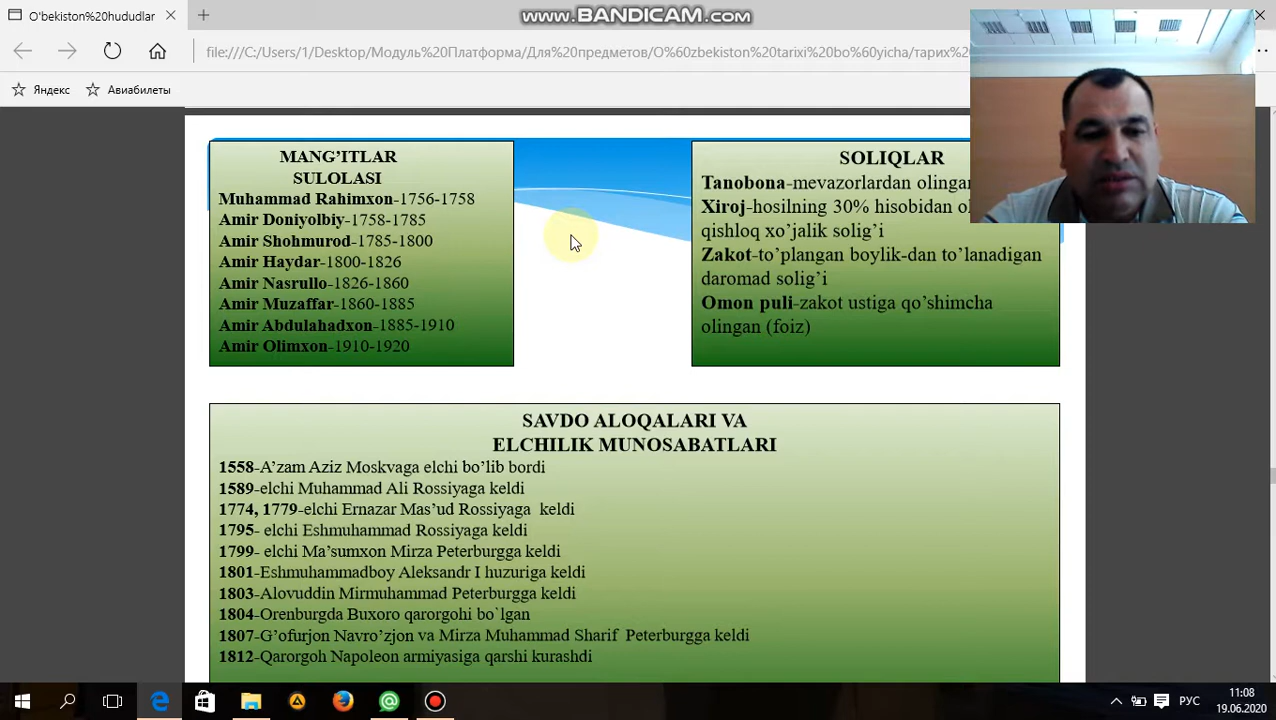 www.BANDICAM.com
O'bekiston hududlar
file:///C:/Users/1/Desktop/Модуль%20Платформа/Для%20предметов/O%60zbekiston%20tarixi%20bo%60yicha/тарих%2
Яндекс
Авиабилеты
MANG’ITLAR
SULOLASI
Muhammad Rahimxon-1756-1758
Amir Doniyolbiy-1758-1785
Amir Shohmurod-1785-1800
Amir Haydar-1800-1826
Amir Nasrullo-1826-1860
Amir Muzaffar-1860-1885
Amir Abdulahadxon-1885-1910
Amir Olimxon-1910-1920
SOLIQLAR
Tanobona-mevazorlardan olingan
Xiroj-hosilning 30% hisobidan
qishloq xo’jalik solig’i
Zakot-to’plangan boylik-dan to’lanadigan
daromad solig’i
Omon puli-zakot ustiga qo’shimcha
olingan (foiz)
SAVDO ALOQALARI VA
ELCHILIK MUNOSABATLARI
1558-A’zam Aziz Moskvaga elchi bo’lib bordi
1589-elchi Muhammad Ali Rossiyaga keldi
1774, 1779-elchi Ernazar Mas’ud Rossiyaga keldi
1795- elchi Eshmuhammad Rossiyaga keldi
1799- elchi Ma’sumxon Mirza Peterburgga keldi
1801-Eshmuhammadboy Aleksandr I huzuriga keldi
1803-Alovuddin Mirmuhammad Peterburgga keldi
1804-Orenburgda Buxoro qarorgohi bo`lgan
1807-G’ofurjon Navro’zjon va Mirza Muhammad Sharif Peterburgga keldi
1812-Qarorgoh Napoleon armiyasiga qarshi kurashdi
РУС
11:08
19.06.2020